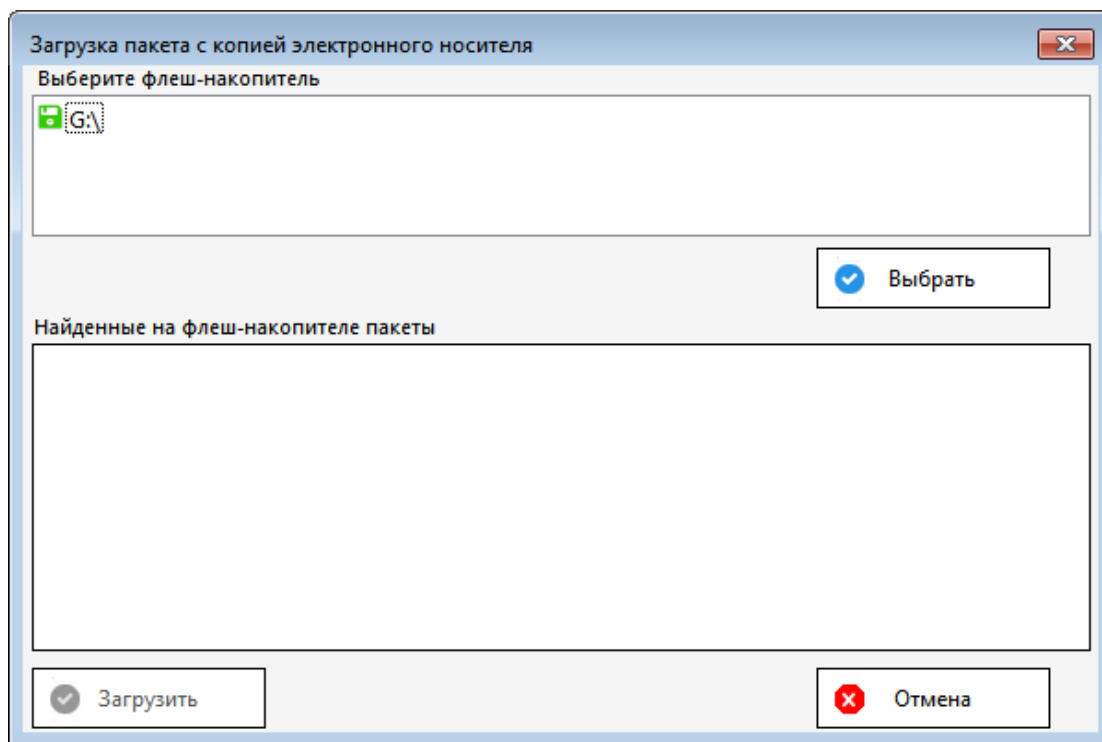 Загрузка пакета с копией электронного носителя
Выберите флеш-накопитель
G:\
Выбрать
Найденные на флеш-накопителе пакеты
Загрузить
Отмена